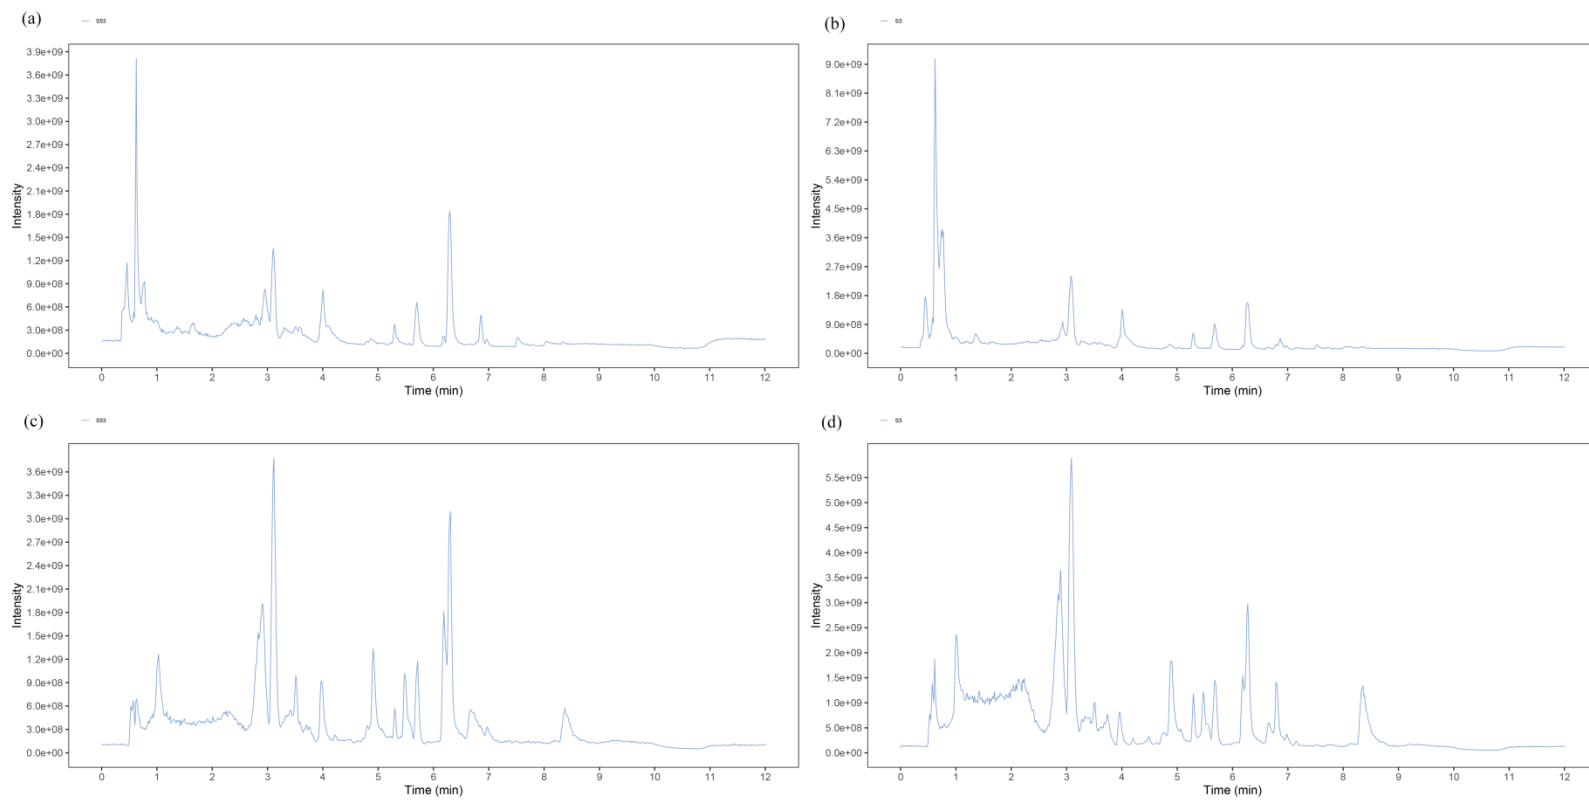 (a)
S53
3.9e+09
3.6e+09
3.3e+09
3.0e+09
2.7e+09
2.4e+09
2.1e+09
1.8e+09
1.5e+09
1.2e+09
9.0e+08
6.0e+08
3.0e+08
0.0e+00
Intensity
0 1 2 3 4 5 6 7 8 9 10 11 12
Time (min)
(b)
S3
9.0e+09
8.1e+09
7.2e+09
6.3e+09
5.4e+09
4.5e+09
3.6e+09
2.7e+09
1.8e+09
9.0e+08
0.0e+00
Intensity
0 1 2 3 4 5 6 7 8 9 10 11 12
Time (min)
(c)
S53
3.6e+09
3.3e+09
3.0e+09
2.7e+09
2.4e+09
2.1e+09
1.8e+09
1.5e+09
1.2e+09
9.0e+08
6.0e+08
3.0e+08
0.0e+00
Intensity
0 1 2 3 4 5 6 7 8 9 10 11 12
Time (min)
(d)
S3
5.5e+09
5.0e+09
4.5e+09
4.0e+09
3.5e+09
3.0e+09
2.5e+09
2.0e+09
1.5e+09
1.0e+09
5.0e+08
0.0e+00
Intensity
0 1 2 3 4 5 6 7 8 9 10 11 12
Time (min)